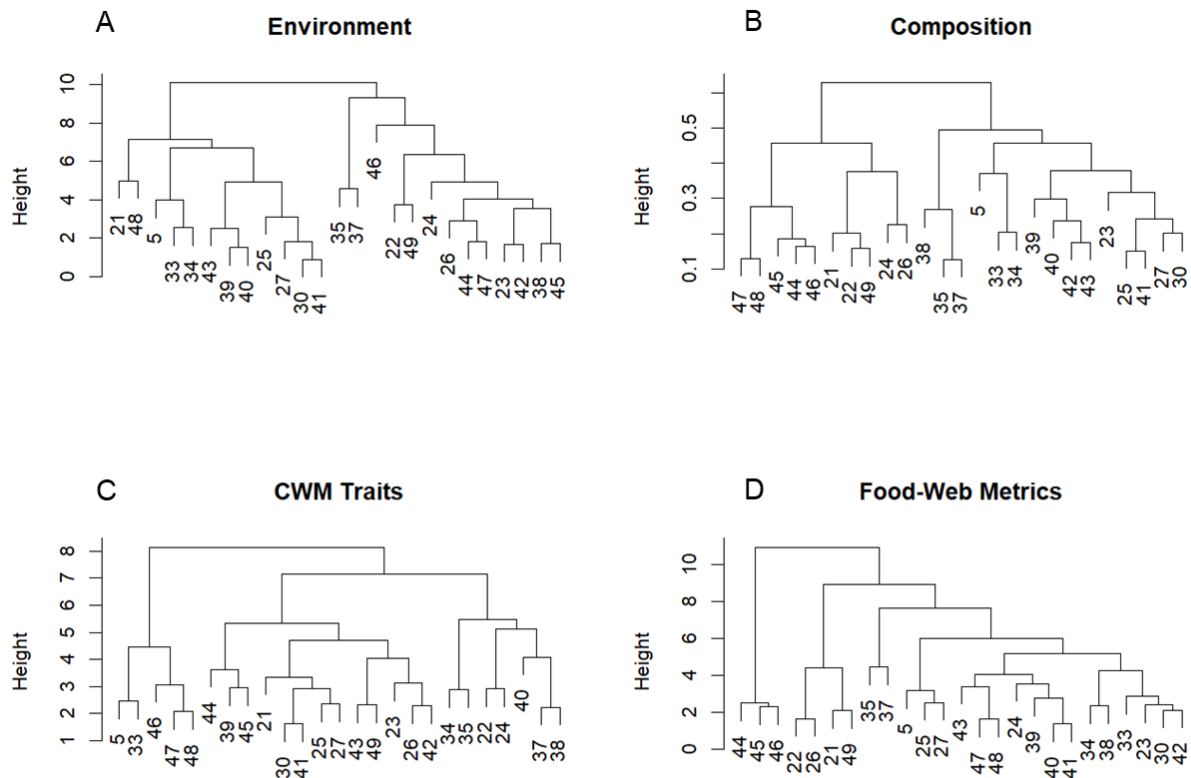 A
Environment
Height
0 2 4 6 8 10
21 48 5 33 34 43 39 40 25 27 30 41 35 37 46 22 49 24 26 44 47 23 42 38 45
B
Composition
Height
0.1 0.3 0.5
47 48 45 44 46 21 22 49 24 26 38 35 37 5 33 34 39 40 42 43 23 25 41 27 30
C
CWM Traits
Height
1 2 3 4 5 6 7 8
5 33 46 47 48 44 39 45 21 30 41 25 27 43 49 23 26 42 34 35 22 24 40 37 38
D
Food-Web Metrics
Height
0 2 4 6 8 10
44 45 46 22 26 21 49 35 37 5 25 27 43 47 48 24 39 40 41 34 38 33 23 30 42